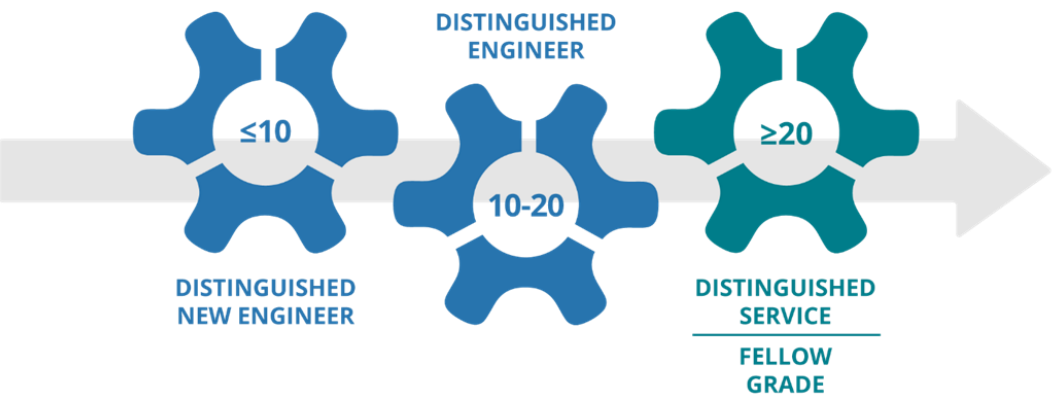 ≤10
DISTINGUISHED
NEW ENGINEER
DISTINGUISHED
ENGINEER
10-20
≥20
DISTINGUISHED
SERVICE
FELLOW
GRADE